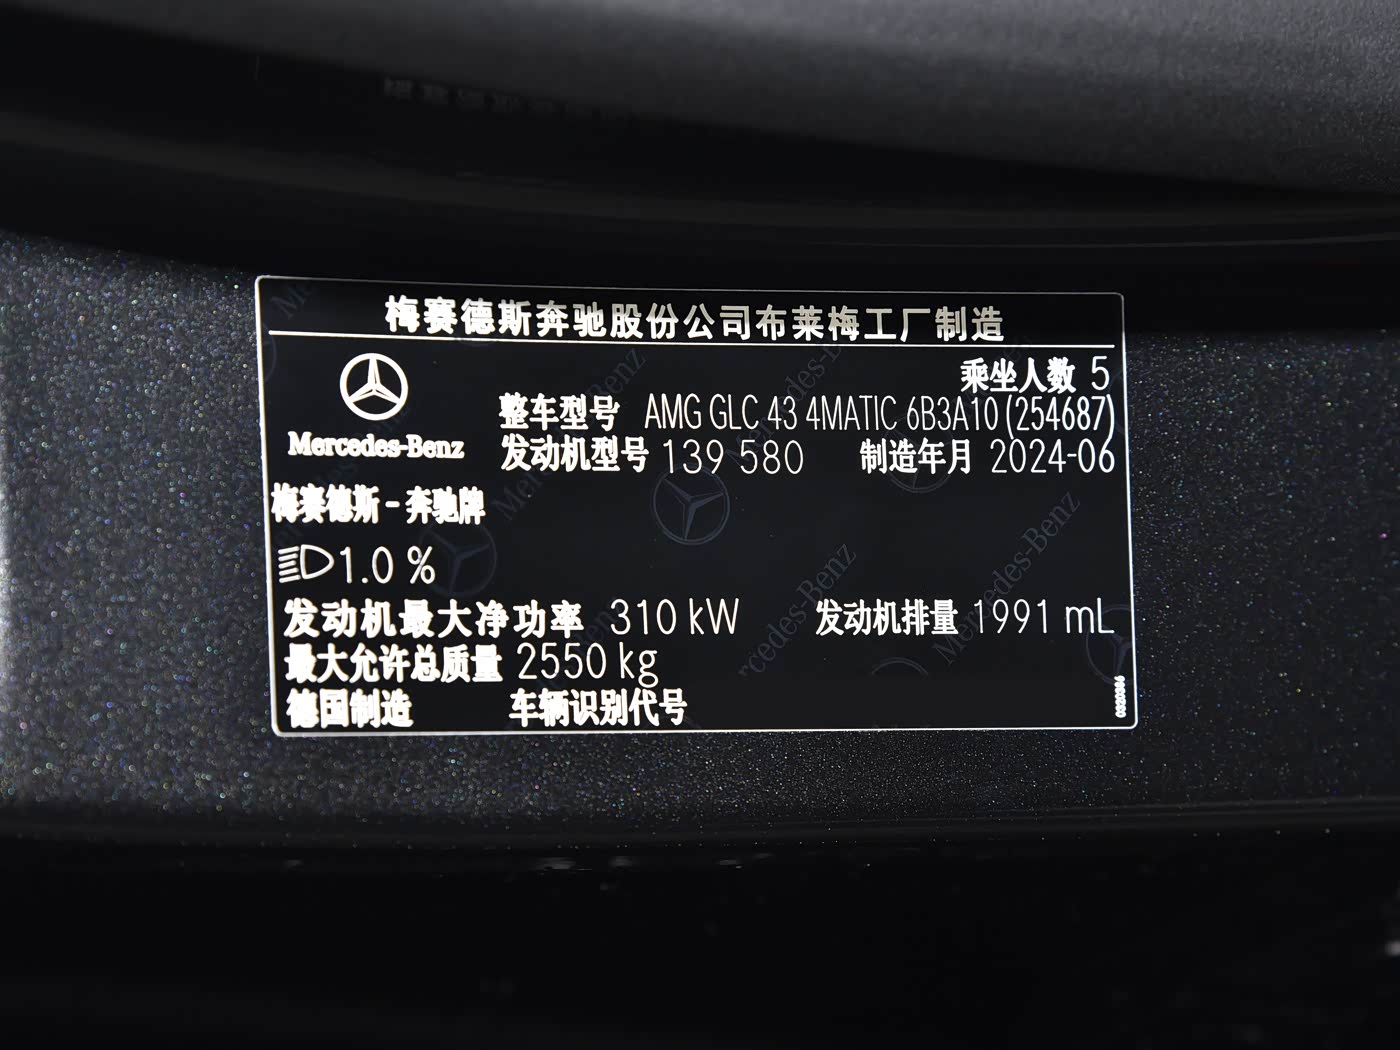 梅赛德斯奔驰股份公司布莱梅工厂制造
乘坐人数 5
整车型号 AMG GLC 43 4MATIC 6B3A10 (254687)
Mercedes-Benz
发动机型号 139 580 制造年月 2024-06
梅赛德斯-奔驰牌
1.0 %
发动机最大净功率 310 kW 发动机排量 1991 mL
最大允许总质量 2550 kg
德国制造 车辆识别代号